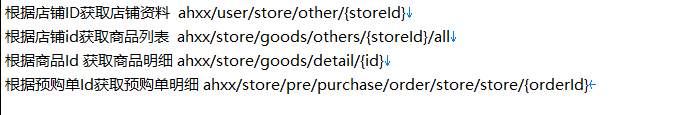 根据店铺ID获取店铺资料  ahxx/user/store/other/{storeId}
根据店铺id获取商品列表  ahxx/store/goods/others/{storeId}/all
根据商品Id 获取商品明细 ahxx/store/goods/detail/{id}
根据预购单Id获取预购单明细 ahxx/store/pre/purchase/order/store/store/{orderId}